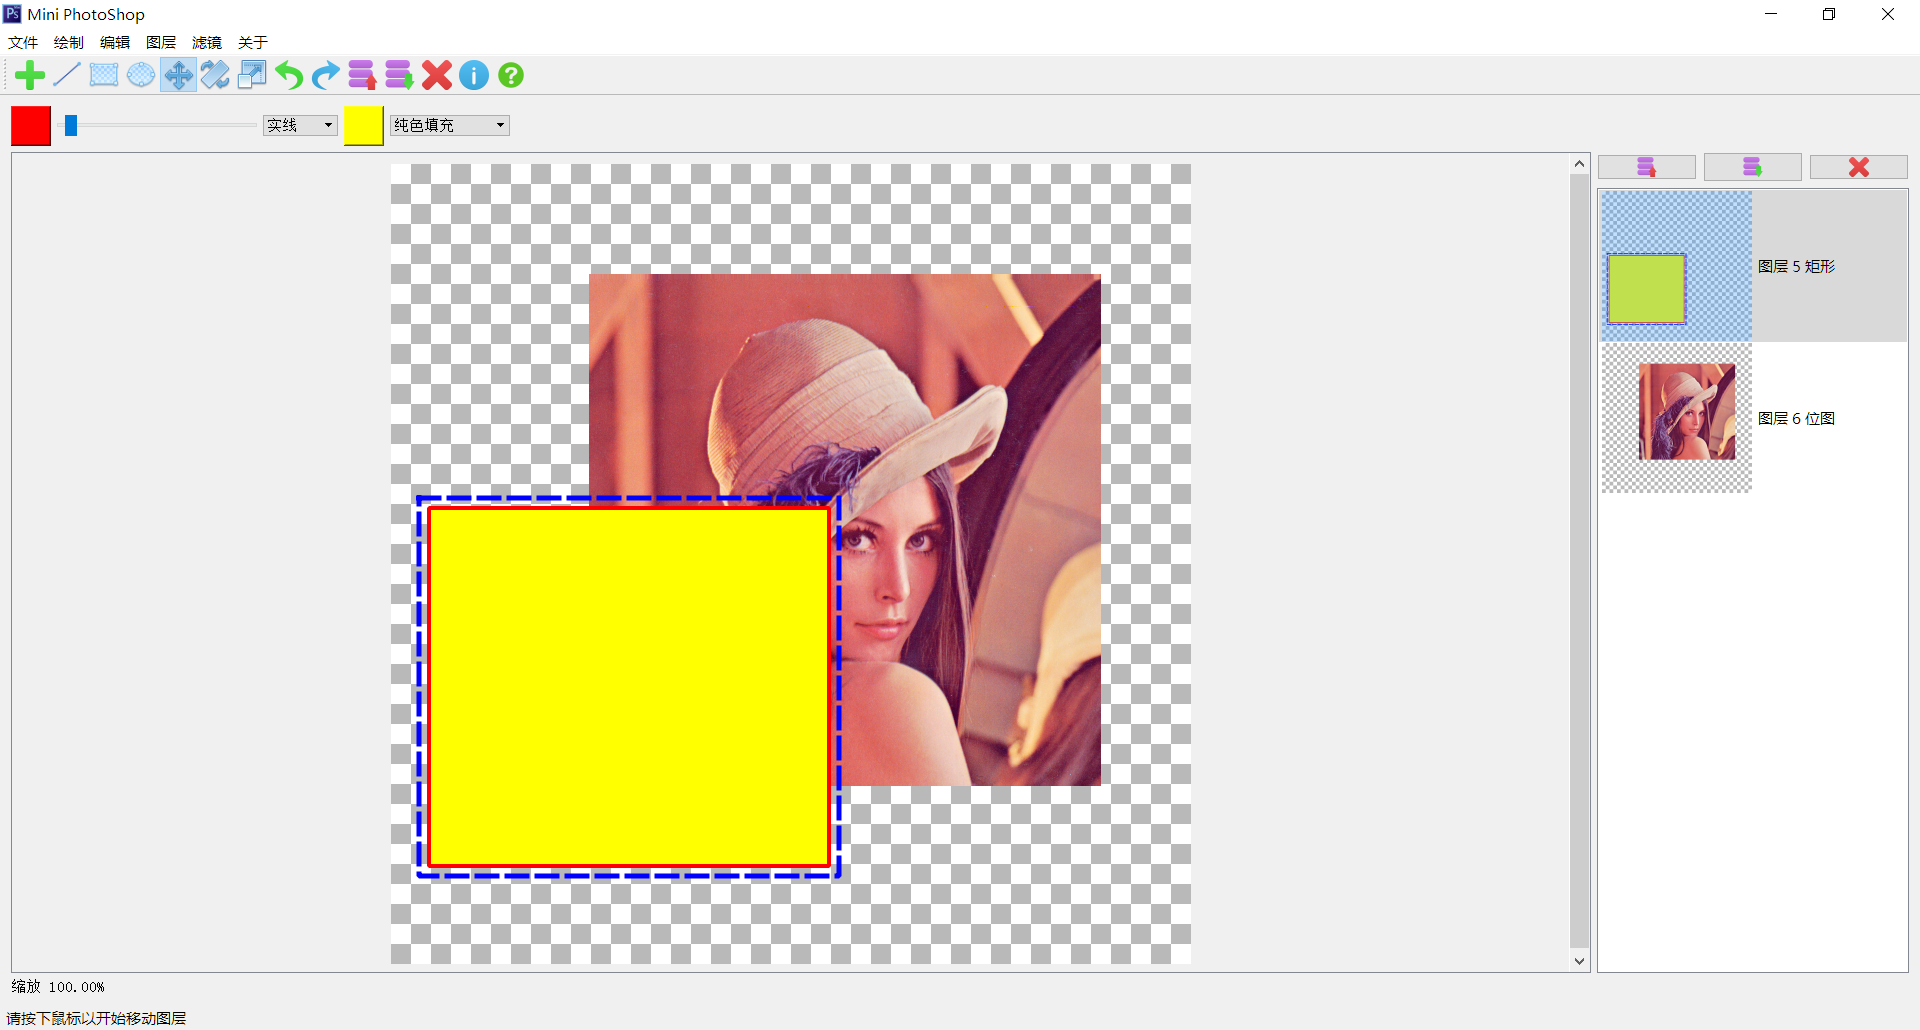 Ps Mini PhotoShop
文件 绘制 编辑 图层 滤镜 关于
实线 纯色填充
图层 5 矩形
图层 6 位图
缩放 100.00%
请按下鼠标以开始移动图层